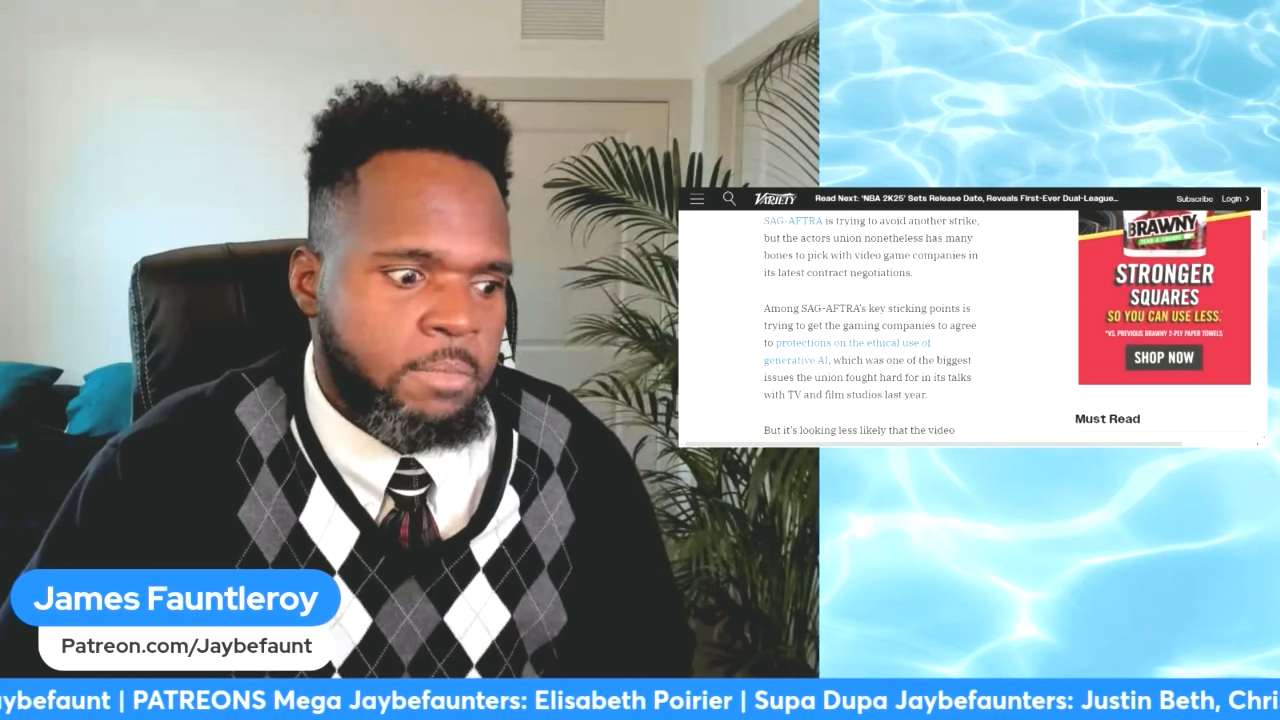 VARIETY
Read Next: ‘NBA 2K25’ Sets Release Date, Reveals First-Ever Dual-League...
Subscribe
Login
SAG-AFTRA is trying to avoid another strike,
but the actors union nonetheless has many
bones to pick with video game companies in
its latest contract negotiations.
Among SAG-AFTRA’s key sticking points is
trying to get the gaming companies to agree
to protections on the ethical use of
generative AI, which was one of the biggest
issues the union fought hard for in its talks
with TV and film studios last year.
But it’s looking less likely that the video
BRAWNY
STRONGER
SQUARES
SO YOU CAN USE LESS.*
*VS. PREVIOUS BRAWNY 2-PLY PAPER TOWELS
SHOP NOW
Must Read
James Fauntleroy
Patreon.com/Jaybefaunt
ybefaunt | PATREONS Mega Jaybefaunters: Elisabeth Poirier | Supa Dupa Jaybefaunters: Justin Beth, Chri